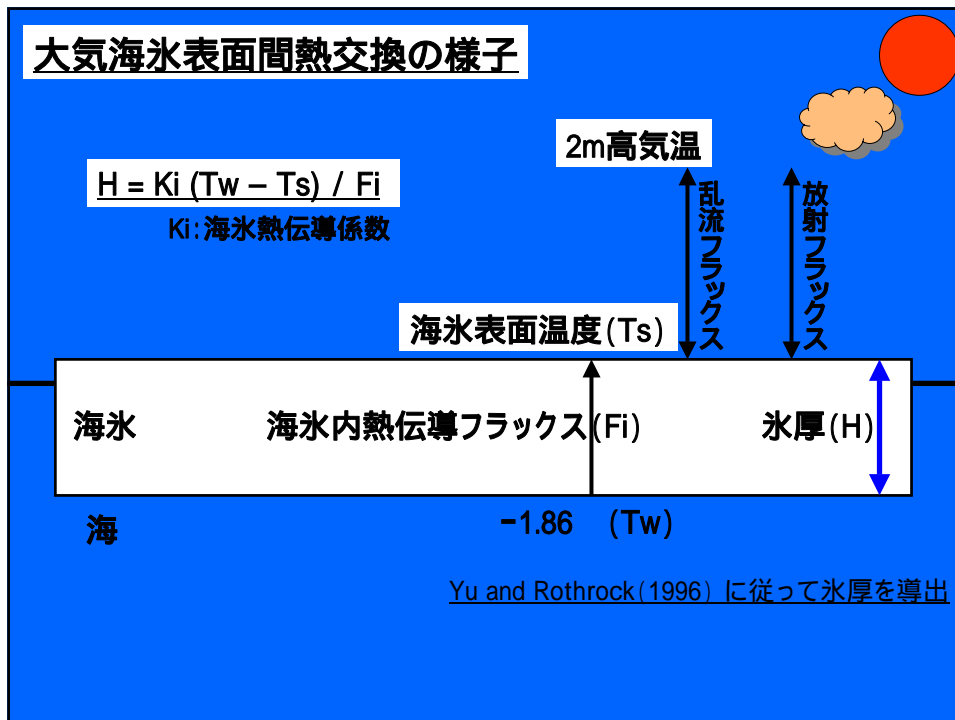 大気海氷表面間熱交換の様子
2m高気温
H = Ki (Tw – Ts) / Fi
Ki：海氷熱伝導係数
乱流フラックス
放射フラックス
海氷表面温度(Ts)
海氷
海氷内熱伝導フラックス(Fi)
氷厚(H)
海
-1.86 (Tw)
Yu and Rothrock(1996) に従って氷厚を導出